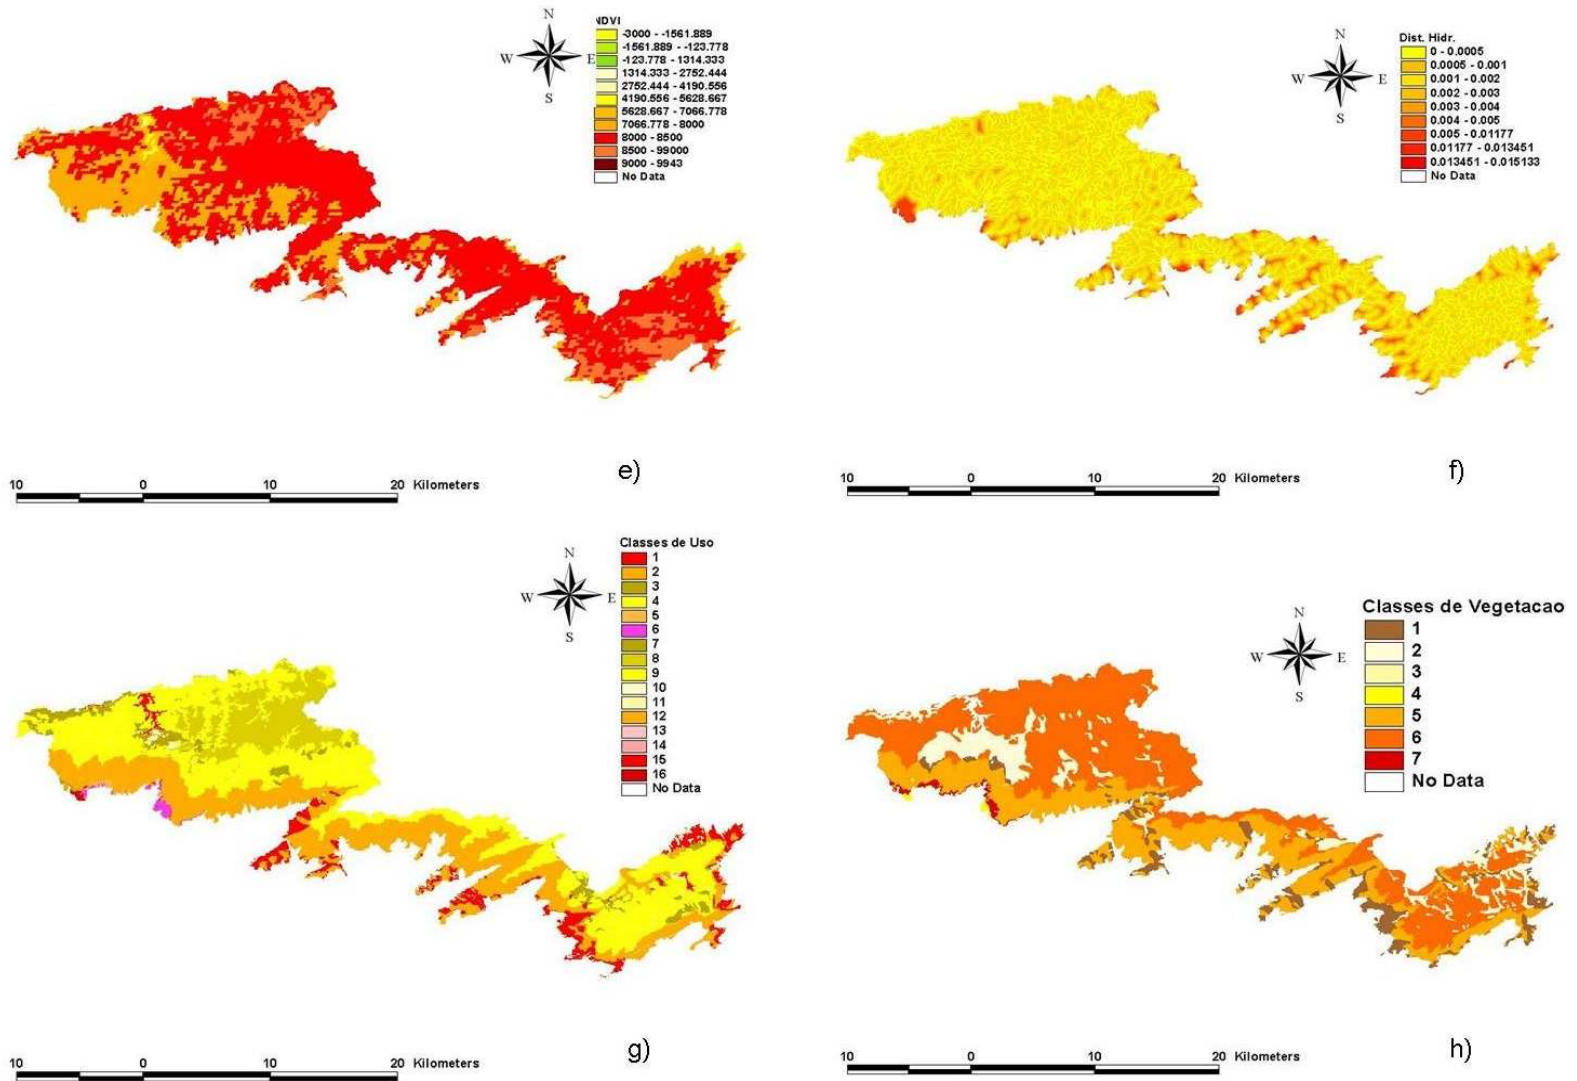 N
W E
S
NDVI
-3000 - -1561.889
-1561.889 - -123.778
-123.778 - 1314.333
1314.333 - 2752.444
2752.444 - 4190.556
4190.556 - 5628.667
5628.667 - 7066.778
7066.778 - 8000
8000 - 8500
8500 - 99000
9000 - 9943
No Data
10 0 10 20 Kilometers
e)
N
W E
S
Dist. Hidr.
0 - 0.0005
0.0005 - 0.001
0.001 - 0.002
0.002 - 0.003
0.003 - 0.004
0.004 - 0.005
0.005 - 0.01177
0.01177 - 0.013451
0.013451 - 0.015133
No Data
10 0 10 20 Kilometers
f)
N
W E
S
Classes de Uso
1
2
3
4
5
6
7
8
9
10
11
12
13
14
15
16
No Data
10 0 10 20 Kilometers
g)
N
W E
S
Classes de Vegetacao
1
2
3
4
5
6
7
No Data
10 0 10 20 Kilometers
h)